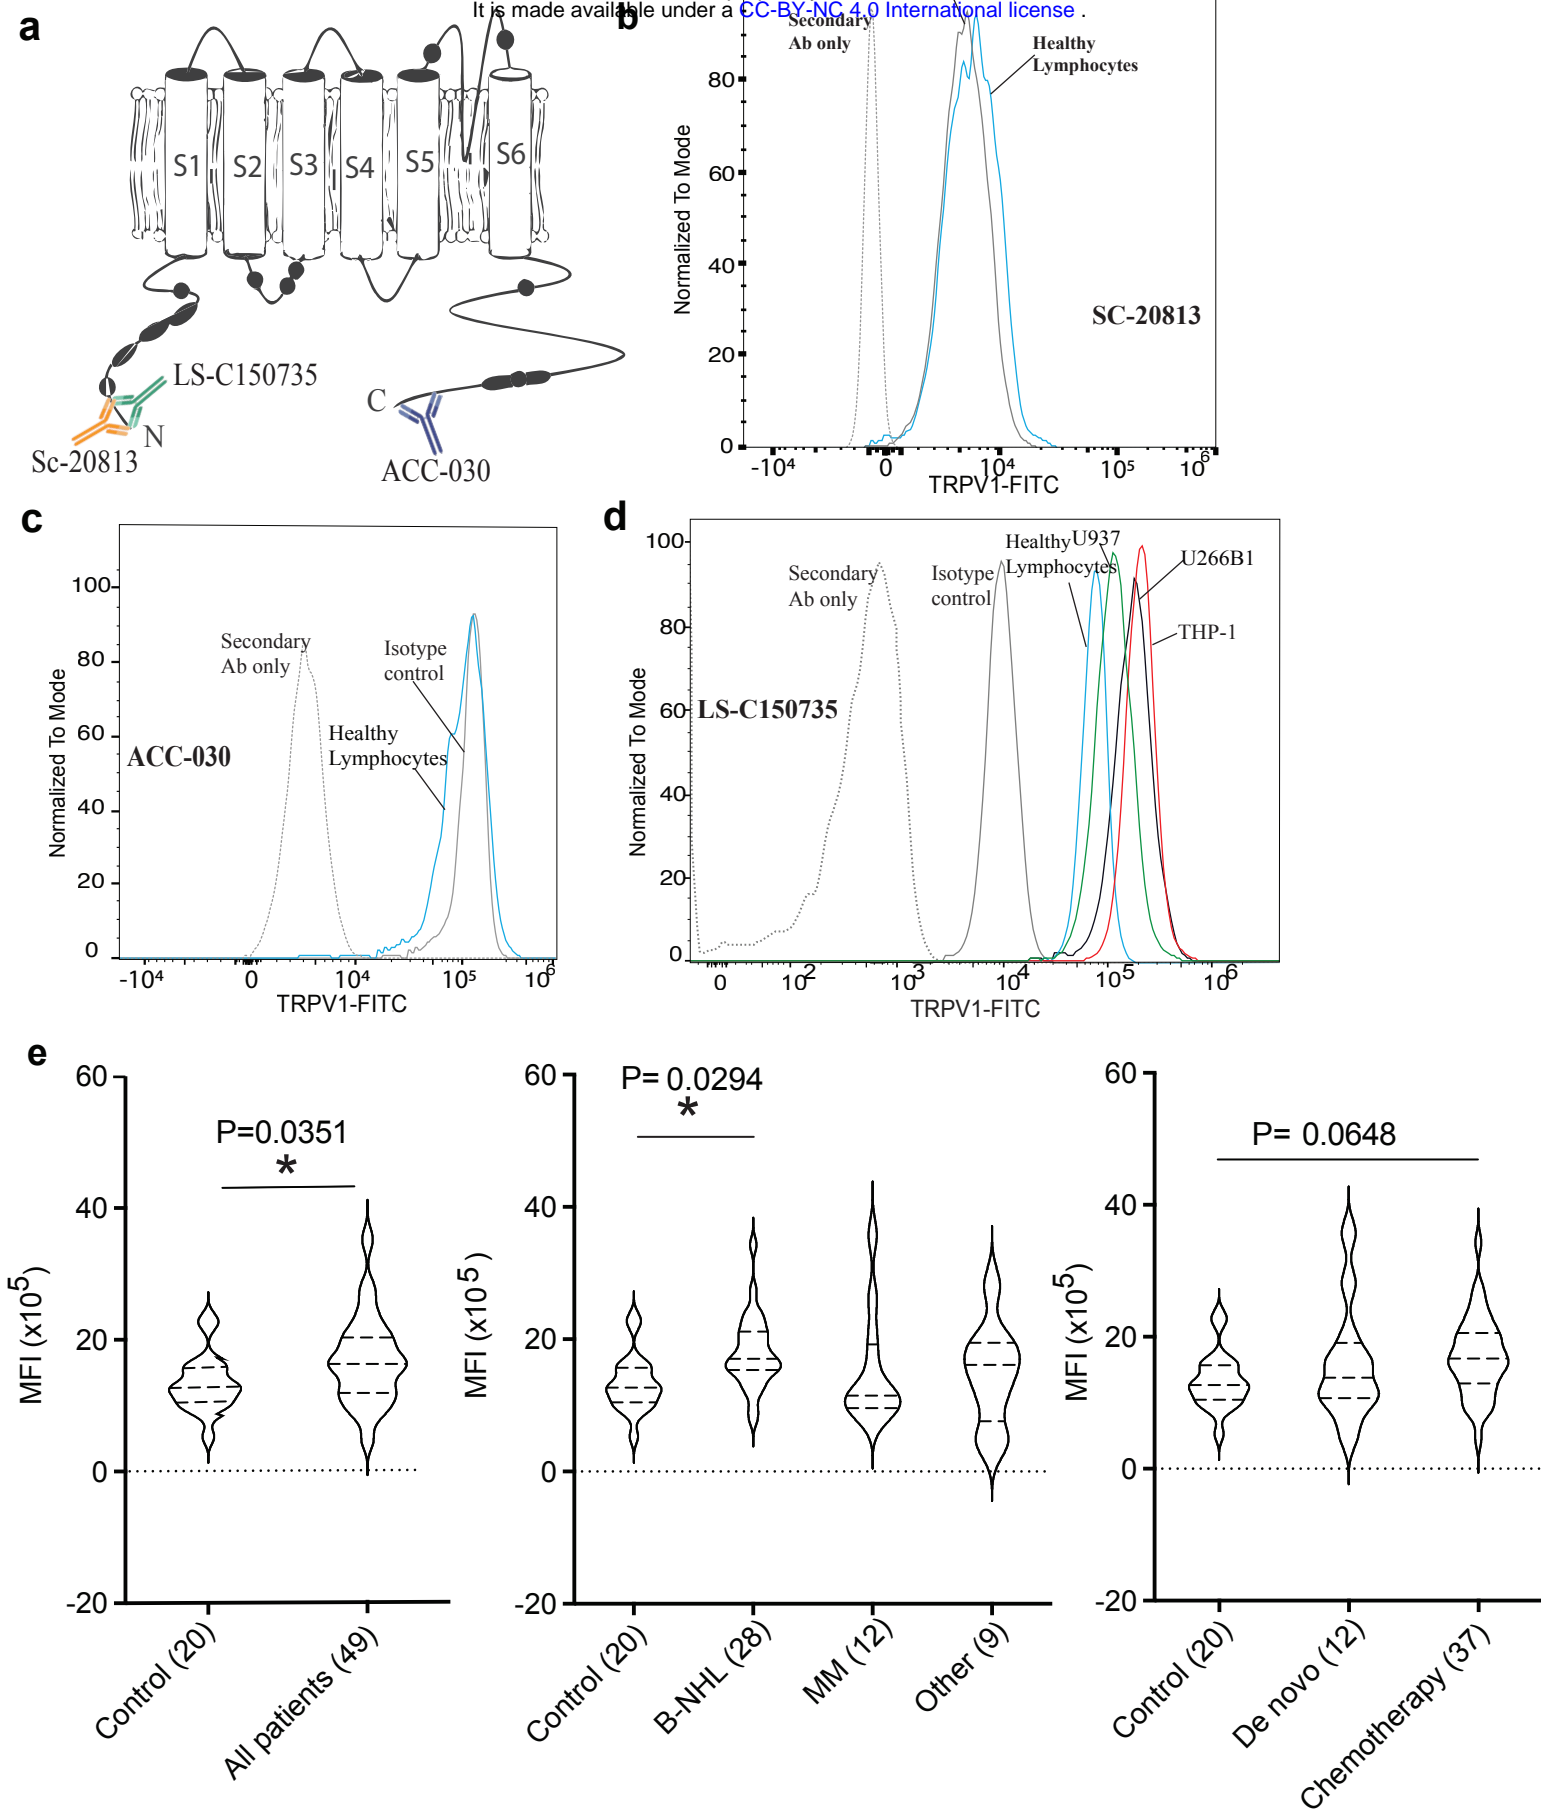 It is made available under a CC-BY-NC 4.0 International license .
a
S1 S2 S3 S4 S5 S6
LS-C150735
N
Sc-20813
C
ACC-030
b
Secondary
Ab only
Healthy
Lymphocytes
Normalized To Mode
80
60
40
20
0
SC-20813
-10⁴ 0 10⁴ 10⁵ 10⁶
TRPV1-FITC
c
100
80
60
40
20
0
Normalized To Mode
Secondary
Ab only
Isotype
control
Healthy
Lymphocytes
ACC-030
-10⁴ 0 10⁴ 10⁵ 10⁶
TRPV1-FITC
d
100
80
60
40
20
0
Normalized To Mode
Secondary
Ab only
Isotype
control
Healthy
Lymphocytes
U937
U266B1
THP-1
LS-C150735
0 10² 10³ 10⁴ 10⁵ 10⁶
TRPV1-FITC
e
60
40
20
0
-20
MFI (x10⁵)
P=0.0351
*
Control (20)
All patients (49)
60
40
20
0
-20
MFI (x10⁵ )
P= 0.0294
*
Control (20)
B-NHL (28)
MM (12)
Other (9)
60
40
20
0
-20
MFI (x10⁵)
P= 0.0648
Control (20)
De novo (12)
Chemotherapy (37)